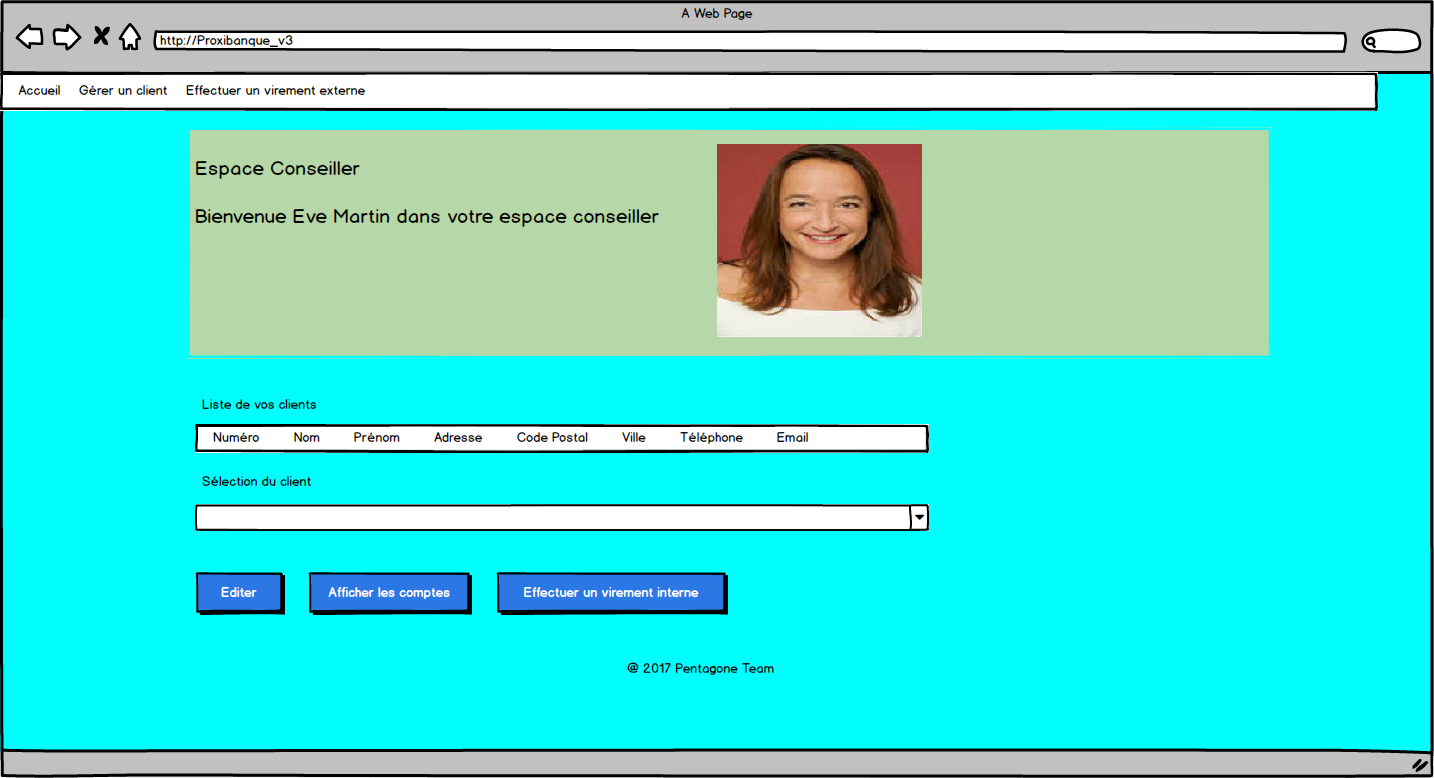 A Web Page
http://Proxibanque_v3
Accueil Gérer un client Effectuer un virement externe
Espace Conseiller
Bienvenue Eve Martin dans votre espace conseiller
Liste de vos clients
Numéro Nom Prénom Adresse Code Postal Ville Téléphone Email
Sélection du client
Editer Afficher les comptes Effectuer un virement interne
@ 2017 Pentagone Team